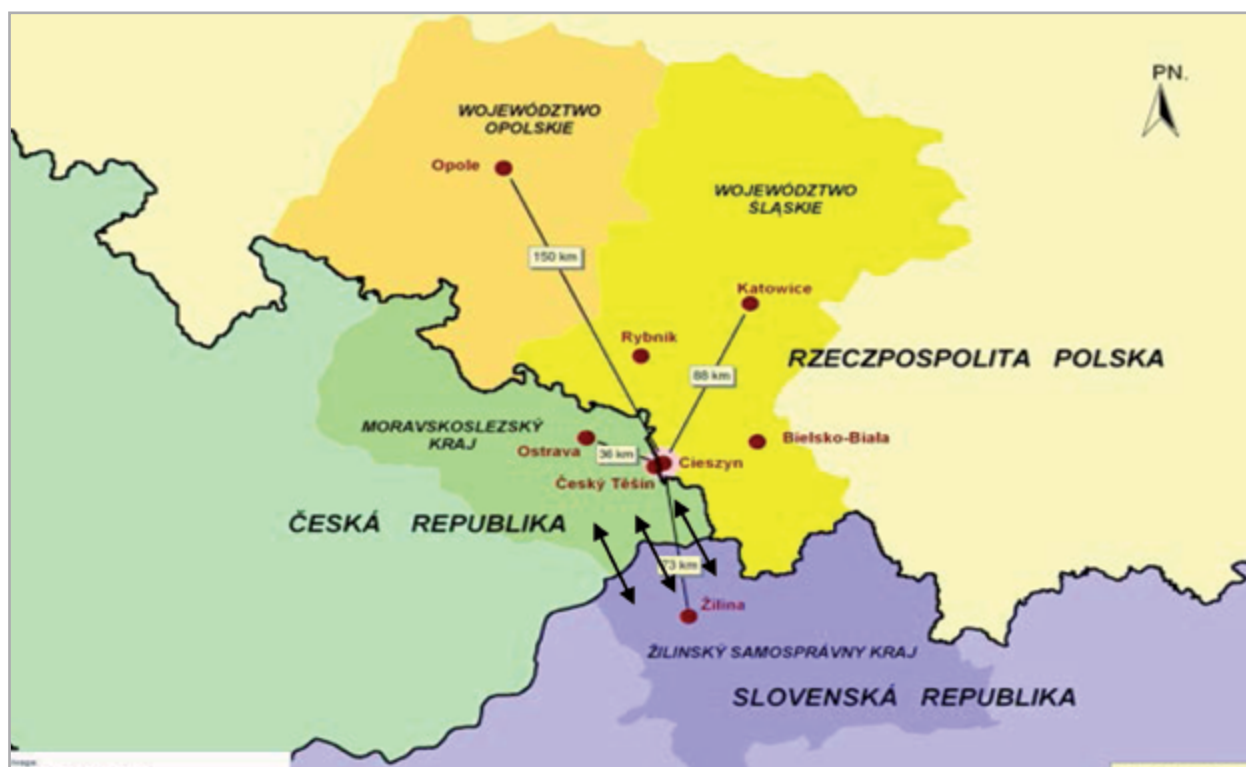 PN.
WOJEWÓDZTWO
OPOLSKIE
Opole
WOJEWÓDZTWO
ŚLĄSKIE
150 km
Katowice
Rybnik
RZECZPOSPOLITA POLSKA
88 km
MORAVSKOSLEZSKÝ
KRAJ
Ostrava
36 km
Bielsko-Biala
Cieszyn
Český Těšín
ČESKÁ REPUBLIKA
73 km
Žilina
ŽILINSKÝ SAMOSPRÁVNY KRAJ
SLOVENSKÁ REPUBLIKA